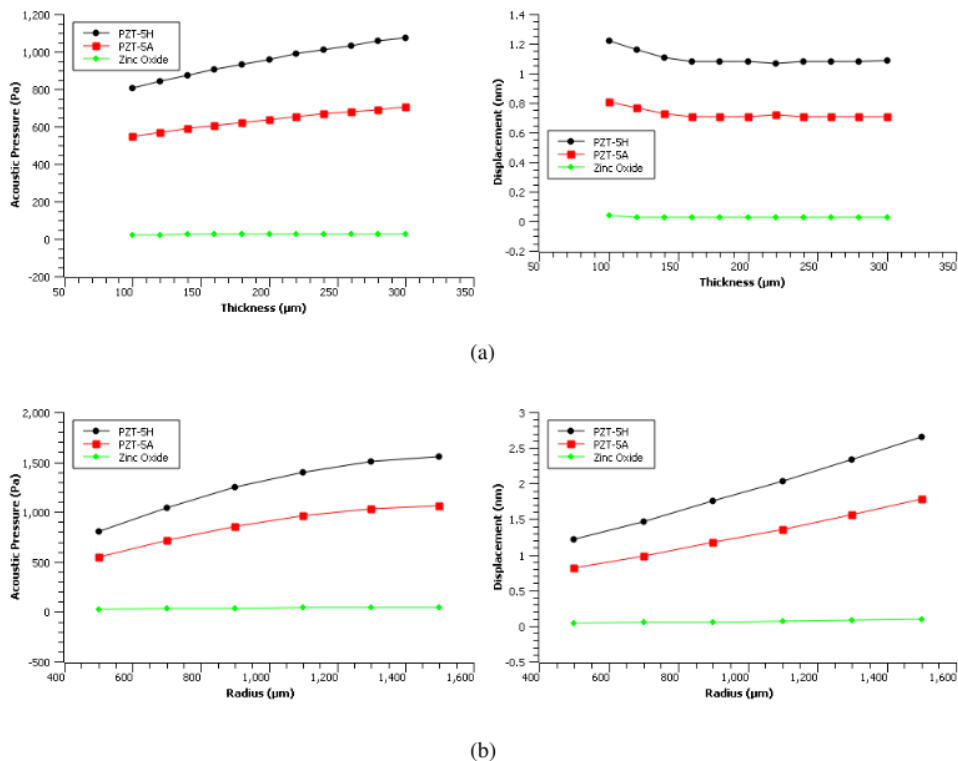 1,200
1,000
800
600
400
200
0
-200
50
100
150
200
250
300
350
Acoustic Pressure (Pa)
Thickness (µm)
PZT-5H
PZT-5A
Zinc Oxide
1.4
1.2
1
0.8
0.6
0.4
0.2
0
-0.2
50
100
150
200
250
300
350
Displacement (nm)
Thickness (µm)
PZT-5H
PZT-5A
Zinc Oxide
(a)
2,000
1,500
1,000
500
0
-500
400
600
800
1,000
1,200
1,400
1,600
Acoustic Pressure (Pa)
Radius (µm)
PZT-5H
PZT-5A
Zinc Oxide
3
2.5
2
1.5
1
0.5
0
-0.5
400
600
800
1,000
1,200
1,400
1,600
Displacement (nm)
Radius (µm)
PZT-5H
PZT-5A
Zinc Oxide
(b)